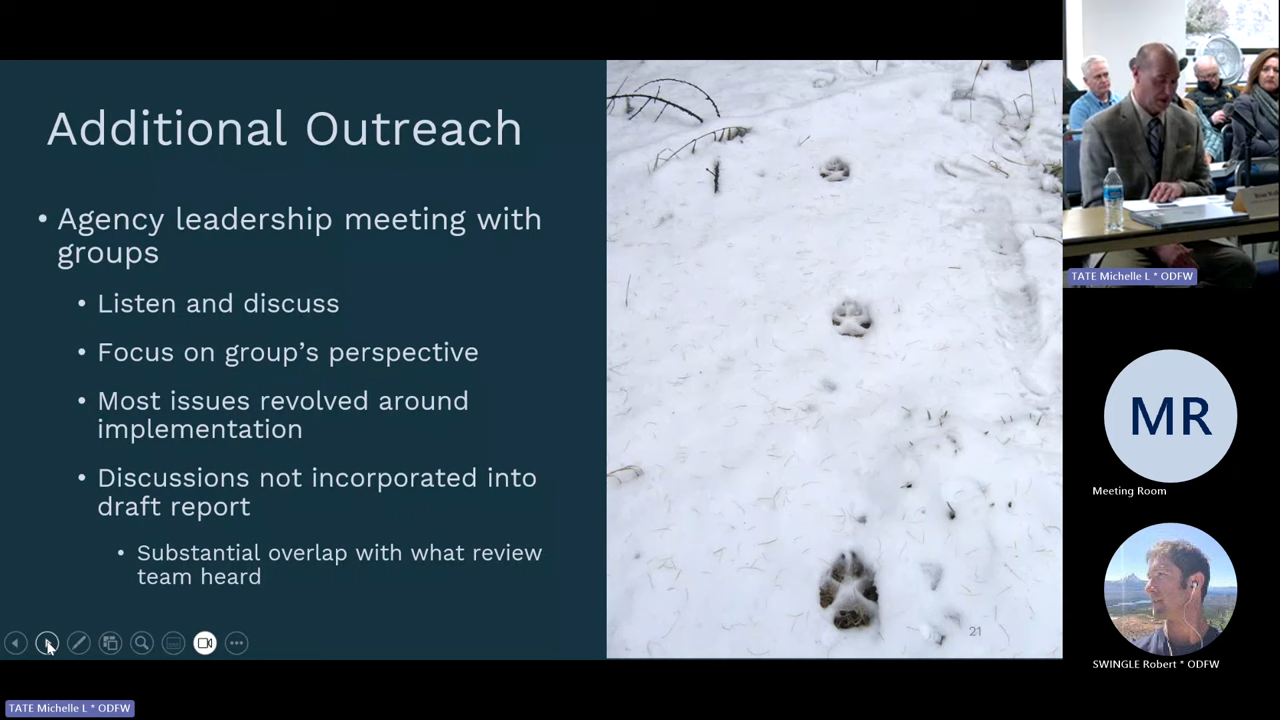 Additional Outreach
• Agency leadership meeting with
groups
• Listen and discuss
• Focus on group's perspective
• Most issues revolved around
implementation
• Discussions not incorporated into
draft report
• Substantial overlap with what review
team heard
21
TATE Michelle L * ODFW
MR
Meeting Room
SWINGLE Robert * ODFW
TATE Michelle L * ODFW